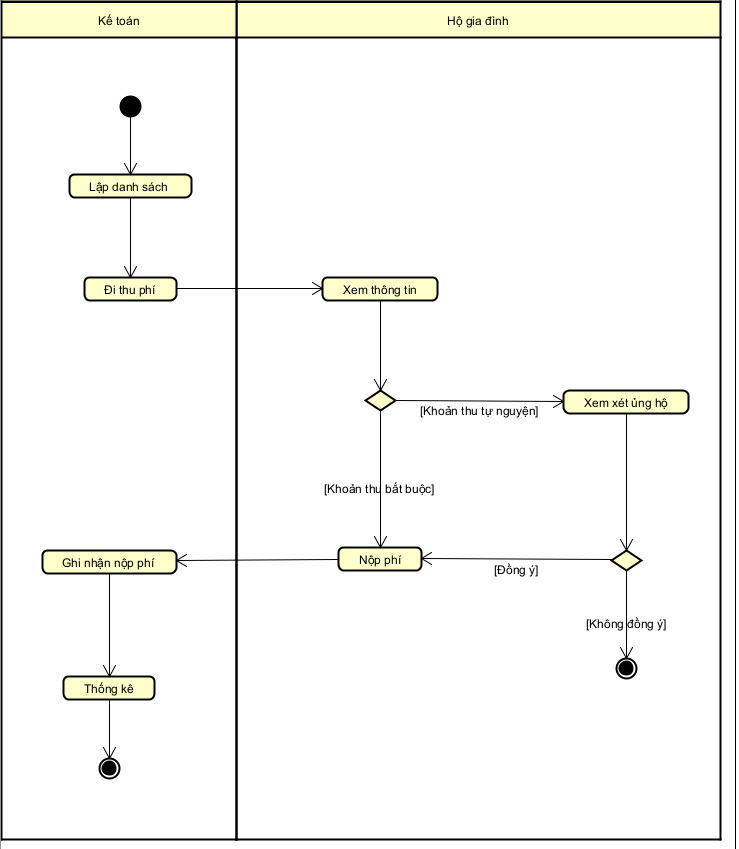 Kế toán
Hộ gia đình
Lập danh sách
Đi thu phí
Xem thông tin
[Khoản thu tự nguyện]
Xem xét ủng hộ
[Khoản thu bắt buộc]
Ghi nhận nộp phí
Nộp phí
[Đồng ý]
[Không đồng ý]
Thống kê